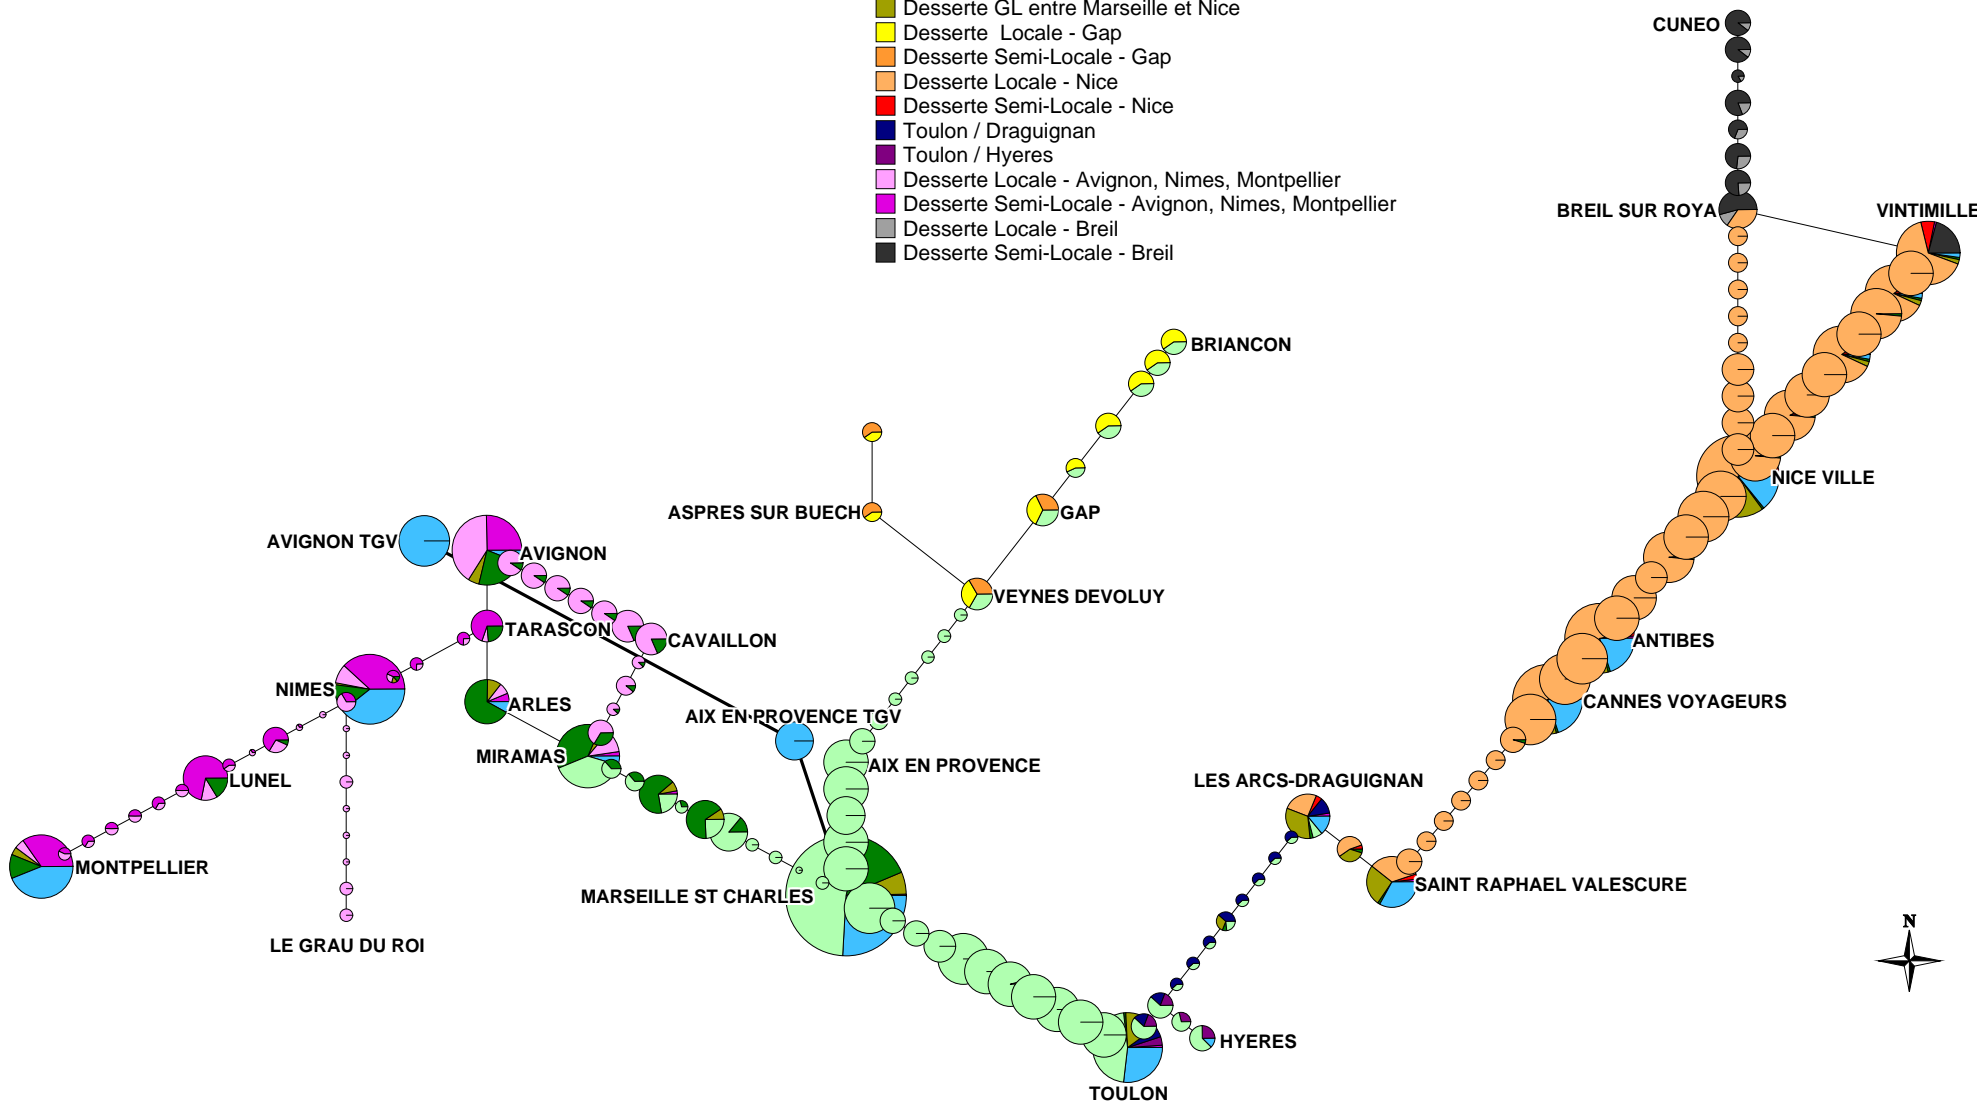 Desserte GL entre Marseille et Nice
Desserte  Locale - Gap
Desserte Semi-Locale - Gap
Desserte Locale - Nice
Desserte Semi-Locale - Nice
Toulon / Draguignan
Toulon / Hyeres
Desserte Locale - Avignon, Nimes, Montpellier
Desserte Semi-Locale - Avignon, Nimes, Montpellier
Desserte Locale - Breil
Desserte Semi-Locale - Breil
CUNEO
BREIL SUR ROYA
VINTIMILLE
BRIANCON
NICE VILLE
ASPRES SUR BUECH
GAP
AVIGNON TGV
AVIGNON
VEYNES DEVOLUY
TARASCON
CAVAILLON
ANTIBES
NIMES
ARLES
AIX EN PROVENCE TGV
CANNES VOYAGEURS
MIRAMAS
AIX EN PROVENCE
LUNEL
LES ARCS-DRAGUIGNAN
MONTPELLIER
MARSEILLE ST CHARLES
SAINT RAPHAEL VALESCURE
LE GRAU DU ROI
N
HYERES
TOULON